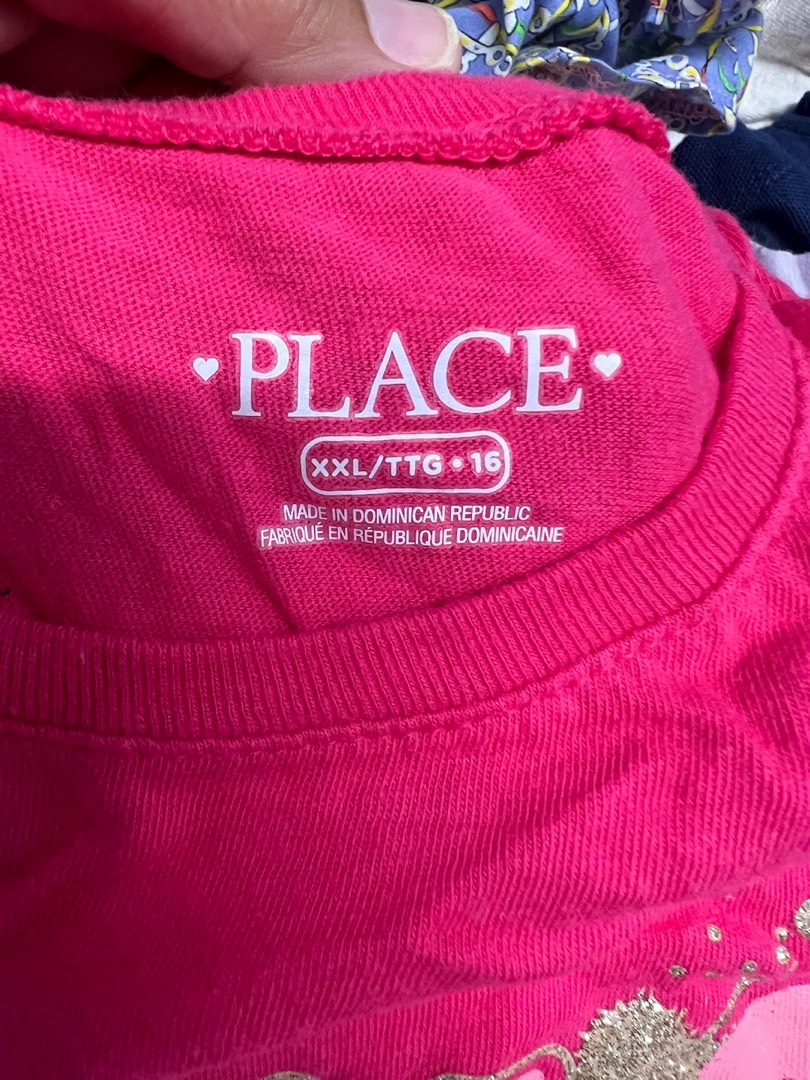 ♥PLACE♥
XXL/TTG • 16
MADE IN DOMINICAN REPUBLIC
FABRIQUÉ EN RÉPUBLIQUE DOMINICAINE